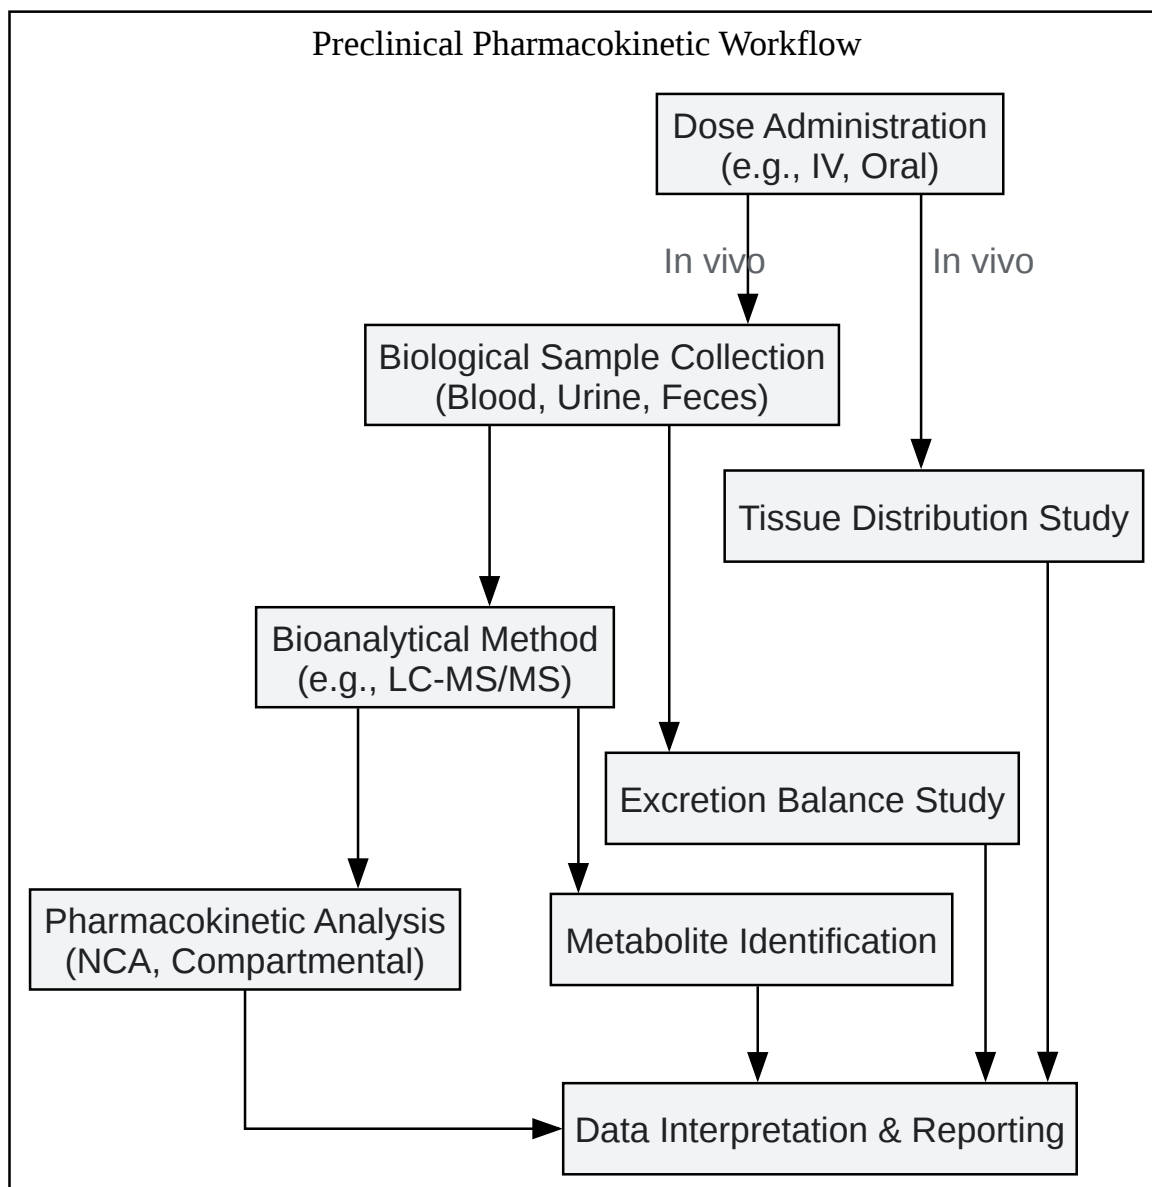 Preclinical Pharmacokinetic Workflow
Dose Administration
(e.g., IV, Oral)
In vivo
In vivo
Biological Sample Collection
(Blood, Urine, Feces)
Tissue Distribution Study
Bioanalytical Method
(e.g., LC-MS/MS)
Excretion Balance Study
Pharmacokinetic Analysis
(NCA, Compartmental)
Metabolite Identification
Data Interpretation & Reporting